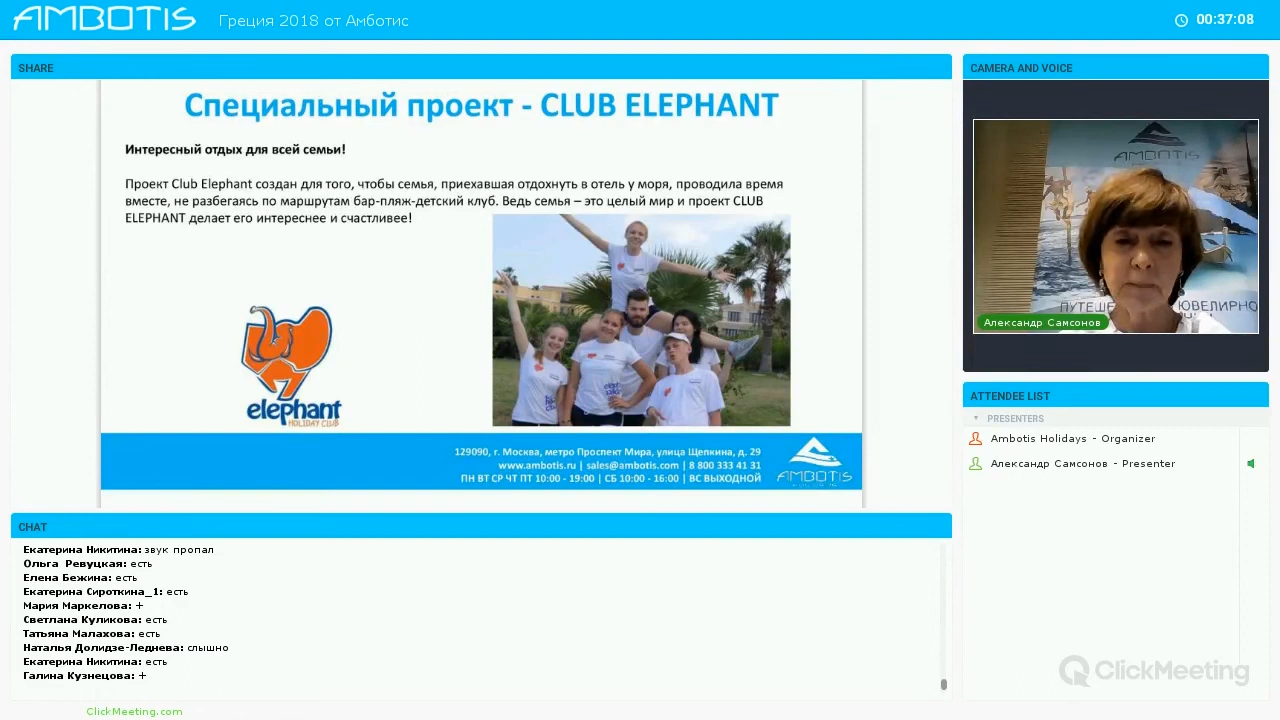 AMBOTIS
Греция 2018 от Амботис
00:37:08
SHARE
Специальный проект - CLUB ELEPHANT
Интересный отдых для всей семьи!
Проект Club Elephant создан для того, чтобы семья, приехавшая отдохнуть в отель у моря, проводила время
вместе, не разбегаясь по маршрутам бар-пляж-детский клуб. Ведь семья – это целый мир и проект CLUB
ELEPHANT делает его интереснее и счастливее!
elephant
HOLIDAY CLUB
129090, г. Москва, метро Проспект Мира, улица Щепкина, д. 29
www.ambotis.ru | sales@ambotis.com | 8 800 333 41 31
ПН ВТ СР ЧТ ПТ 10:00 - 19:00 | СБ 10:00 - 16:00 | ВС ВЫХОДНОЙ
AMBOTIS
CAMERA AND VOICE
AMBOTIS
ПУТЕШЕ
ЮВЕЛИРНО
Александр Самсонов
ATTENDEE LIST
PRESENTERS
Ambotis Holidays - Organizer
Александр Самсонов - Presenter
CHAT
Екатерина Никитина: звук пропал
Ольга Ревуцкая: есть
Елена Бежина: есть
Екатерина Сироткина_1: есть
Мария Маркелова: +
Светлана Куликова: есть
Татьяна Малахова: есть
Наталья Долидзе-Леднева: слышно
Екатерина Никитина: есть
Галина Кузнецова: +
ClickMeeting
ClickMeeting.com